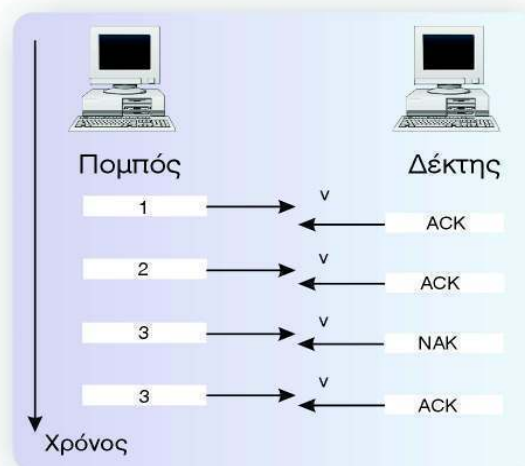 Πομπός Δέκτης
1 v ACK
2 v ACK
3 v NAK
3 v ACK
Χρόνος